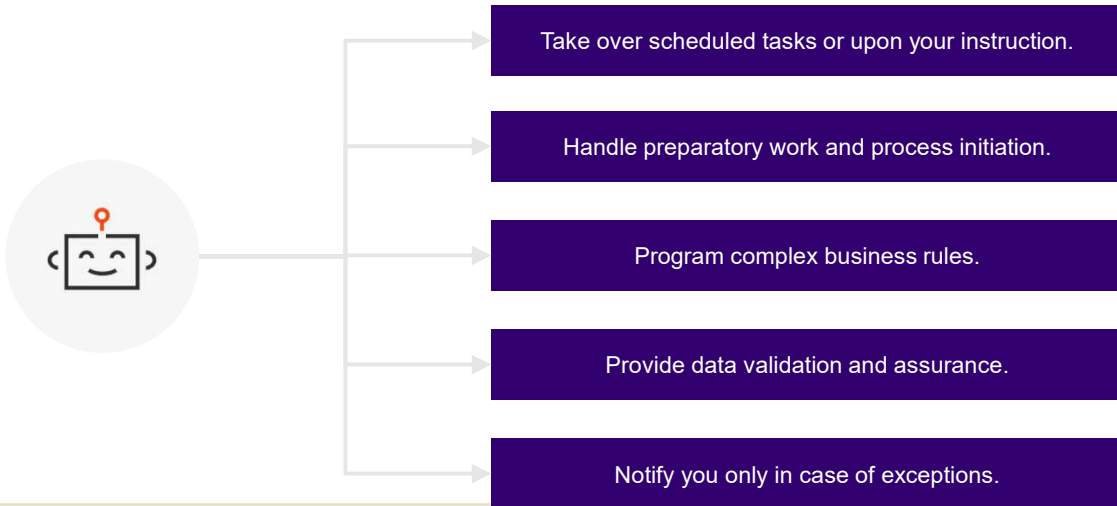 Take over scheduled tasks or upon your instruction.
Handle preparatory work and process initiation.
Program complex business rules.
Provide data validation and assurance.
Notify you only in case of exceptions.